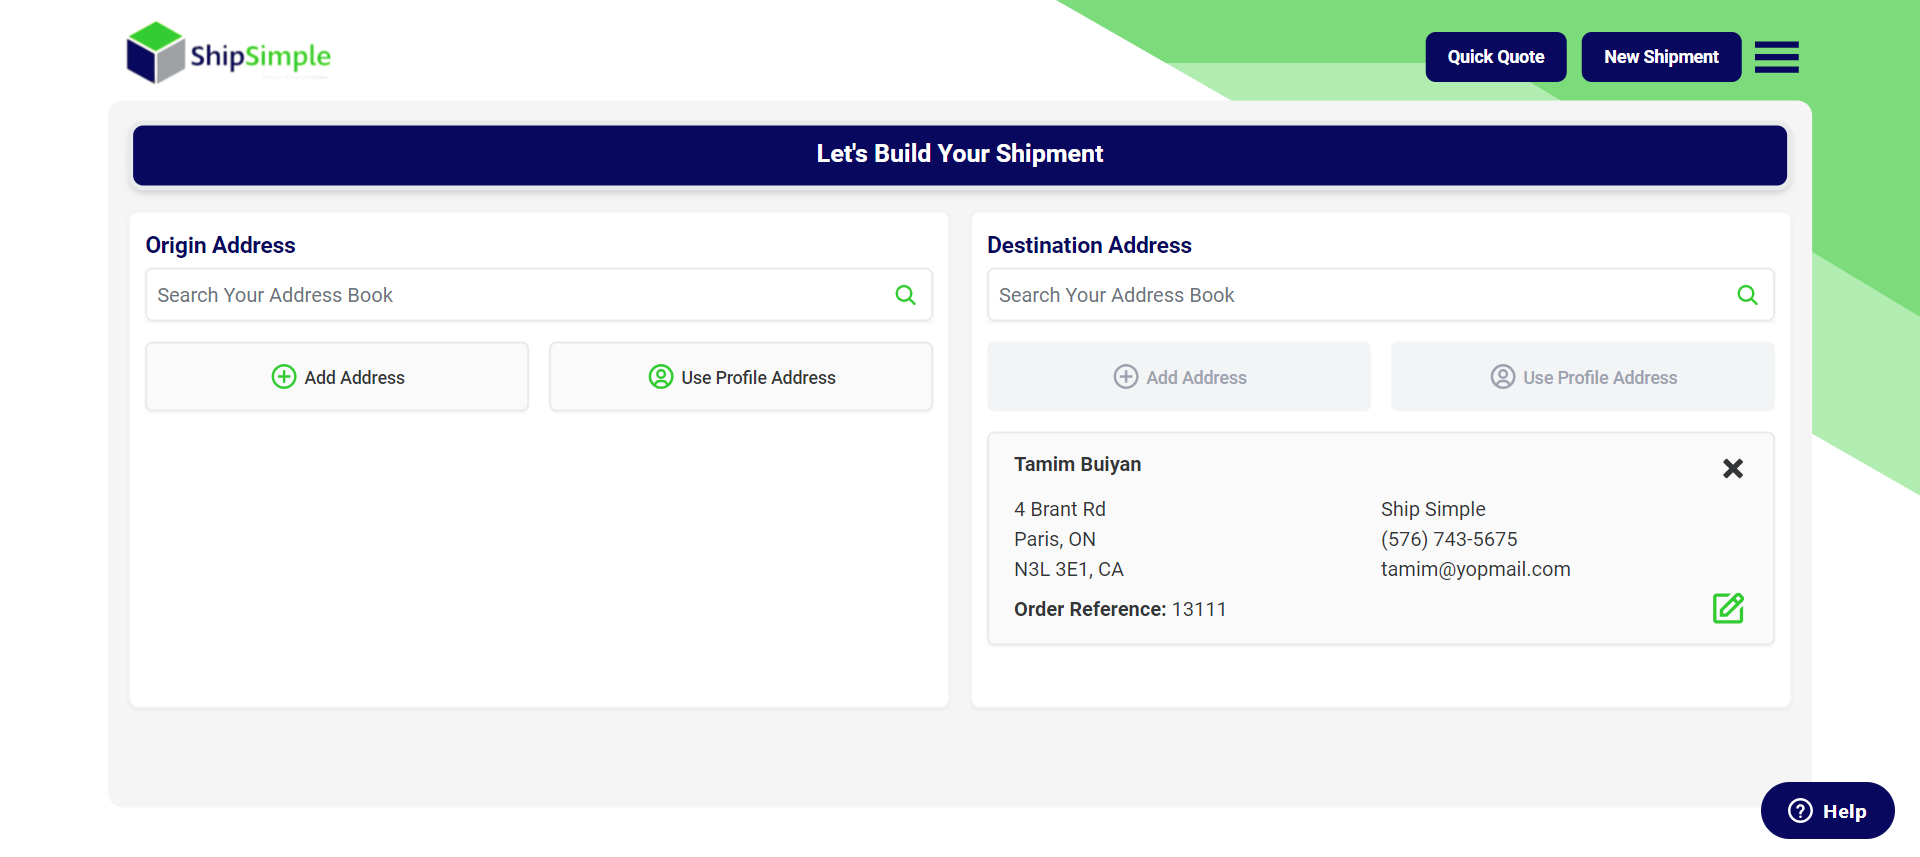 ShipSimple
Quick Quote
New Shipment
Let's Build Your Shipment
Origin Address
Search Your Address Book
Add Address
Use Profile Address
Destination Address
Search Your Address Book
Add Address
Use Profile Address
Tamim Buiyan
4 Brant Rd
Paris, ON
N3L 3E1, CA
Ship Simple
(576) 743-5675
tamim@yopmail.com
Order Reference: 13111
Help